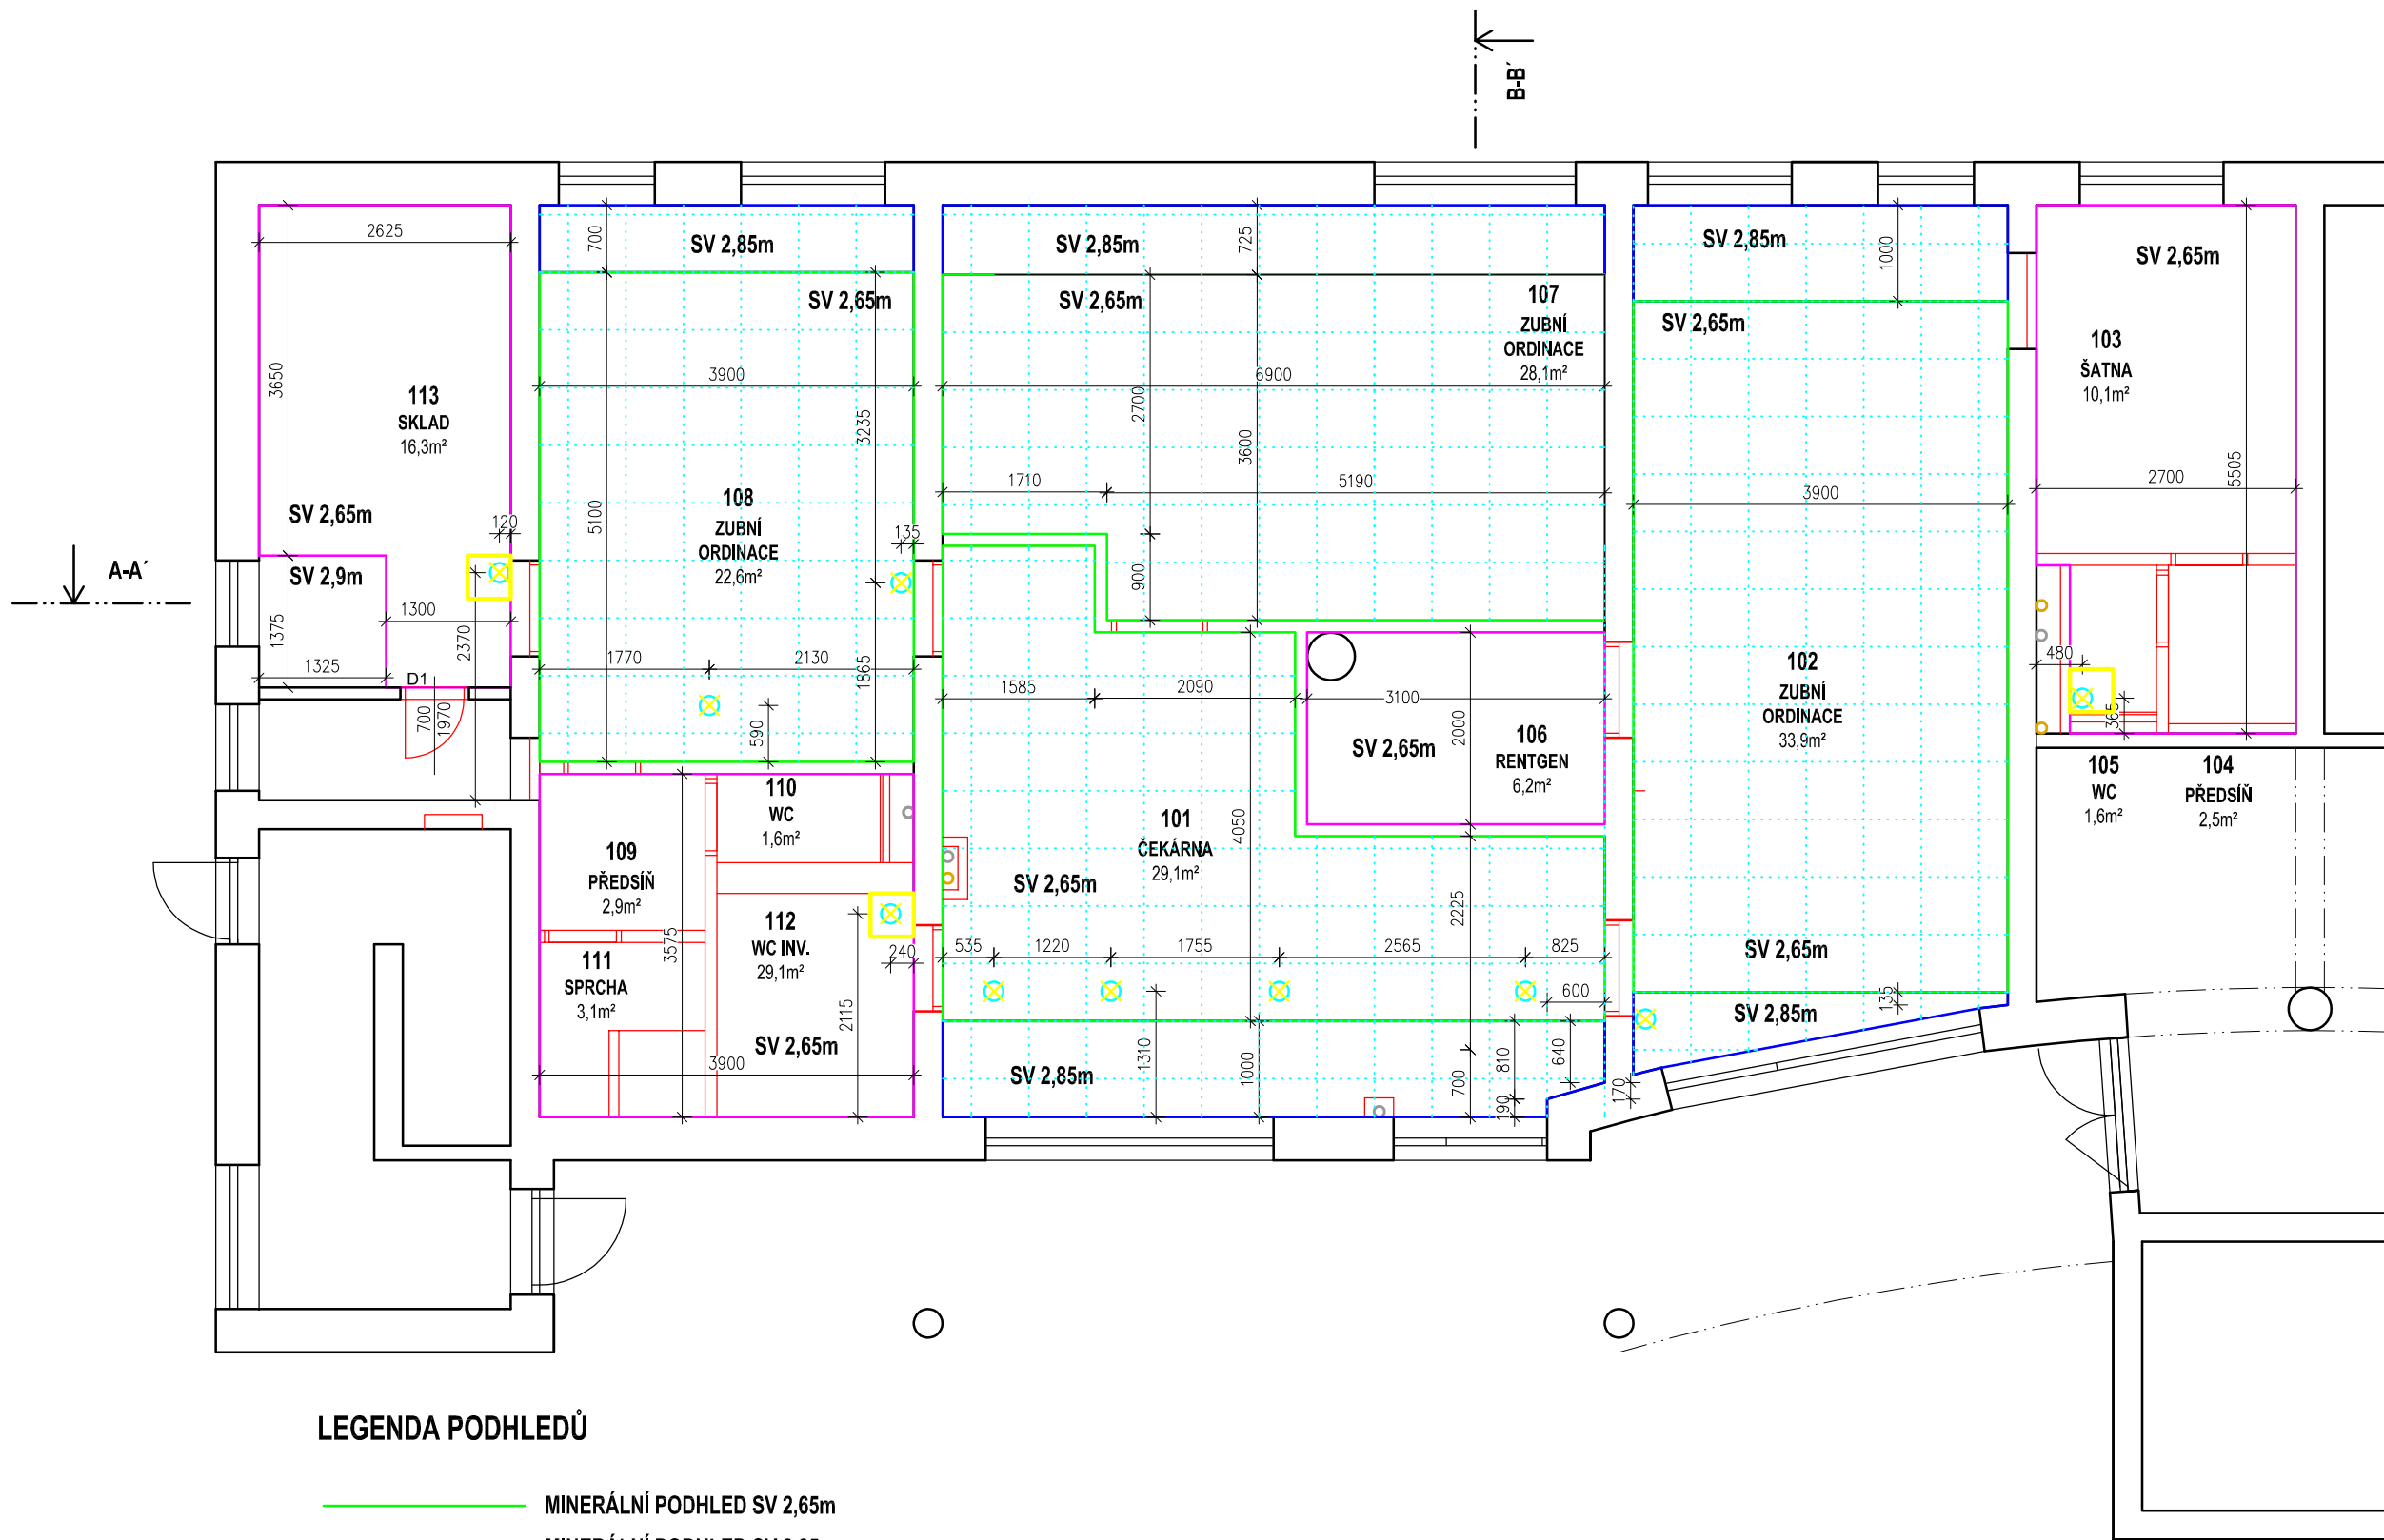 B-B´
A-A´
SV 2,85m
SV 2,85m
SV 2,85m
SV 2,65m
2625
700
725
1000
SV 2,65m
SV 2,65m
SV 2,65m
107
ZUBNÍ
ORDINACE
28,1m²
103
ŠATNA
10,1m²
3650
3900
6900
2700
3235
3600
113
SKLAD
16,3m²
108
ZUBNÍ
ORDINACE
22,6m²
5100
1710
5190
3900
2700
5505
SV 2,65m
120
135
SV 2,9m
900
1300
1375
2370
1325
D1
700
1970
1770
2130
1865
590
1585
2090
3100
2000
SV 2,65m
106
RENTGEN
6,2m²
102
ZUBNÍ
ORDINACE
33,9m²
480
365
105
WC
1,6m²
104
PŘEDSÍŇ
2,5m²
110
WC
1,6m²
109
PŘEDSÍŇ
2,9m²
101
ČEKÁRNA
29,1m²
4050
SV 2,65m
2225
3575
112
WC INV.
29,1m²
240
111
SPRCHA
3,1m²
535
1220
1755
2565
825
600
SV 2,65m
135
SV 2,85m
2115
SV 2,65m
3900
SV 2,85m
1310
1000
700
810
190
640
170
LEGENDA PODHLEDŮ
MINERÁLNÍ PODHLED SV 2,65m